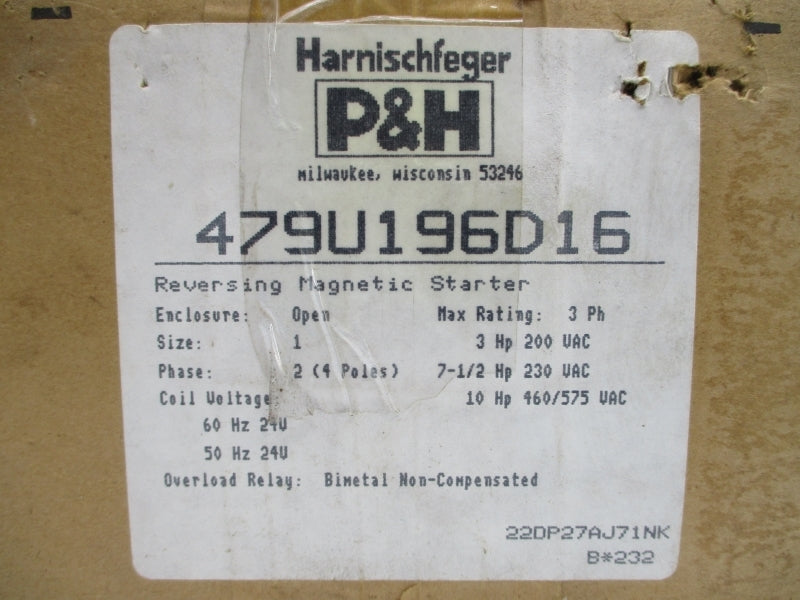 Harnischfeger
P&H
Milwaukee, Wisconsin 53246
479U196D16
Reversing Magnetic Starter
Enclosure: Open Max Rating: 3 Ph
Size: 1 3 Hp 200 VAC
Phase: 2 (4 Poles) 7-1/2 Hp 230 VAC
Coil Voltage: 10 Hp 460/575 VAC
60 Hz 24V
50 Hz 24V
Overload Relay: Bimetal Non-Compensated
22DP27AJ71NK
B*232